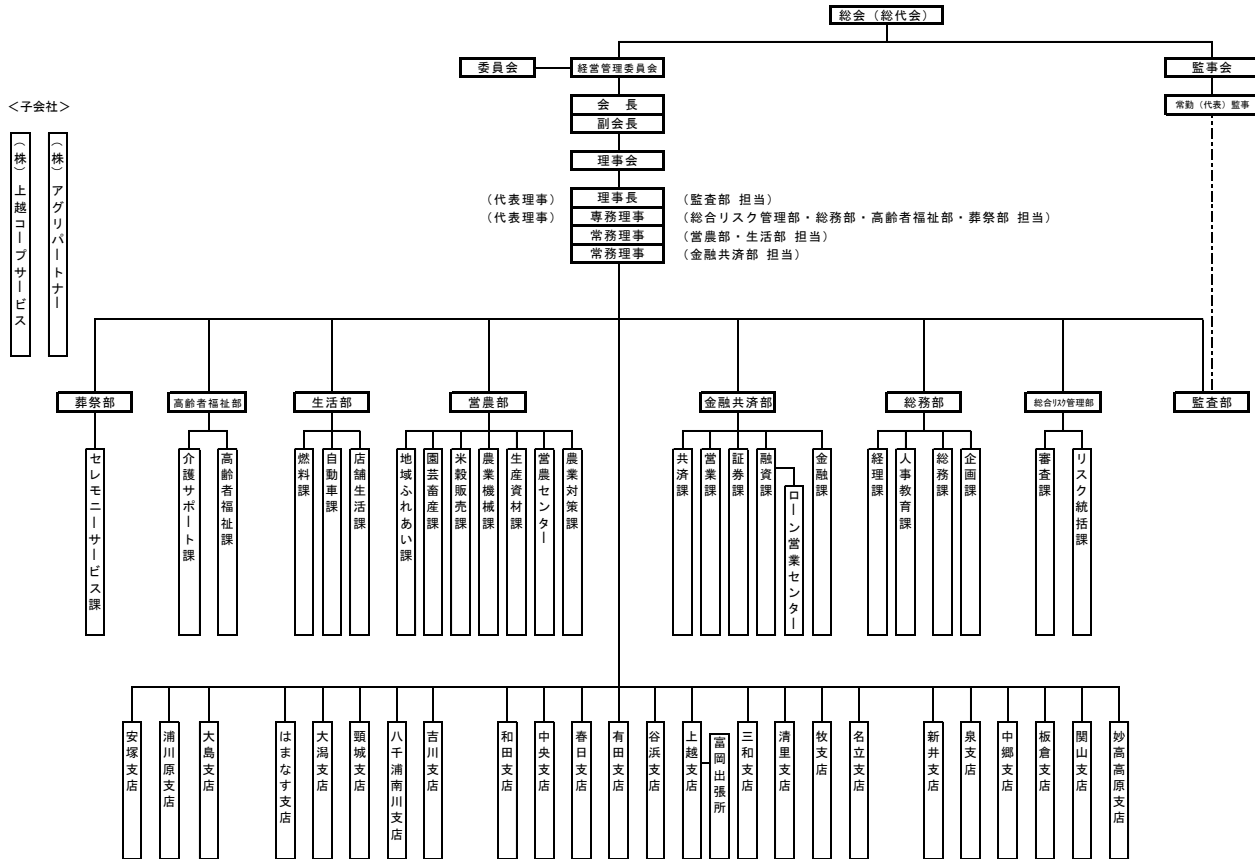 総会（総代会）
委員会
経営管理委員会
監事会
＜子会社＞
会　長
副会長
常勤（代表）監事
（株）上越コープサービス
（株）アグリパートナー
理事会
（代表理事）
理事長
（監査部 担当）
（代表理事）
専務理事
（総合リスク管理部・総務部・高齢者福祉部・葬祭部 担当）
常務理事
（営農部・生活部 担当）
常務理事
（金融共済部 担当）
葬祭部
高齢者福祉部
生活部
営農部
金融共済部
総務部
総合ﾘｽｸ管理部
監査部
セレモニーサービス課
介護サポート課
高齢者福祉課
燃料課
自動車課
店舗生活課
地域ふれあい課
園芸畜産課
米穀販売課
農業機械課
生産資材課
営農センター
農業対策課
共済課
営業課
証券課
融資課
ローン営業センター
金融課
経理課
人事教育課
総務課
企画課
審査課
リスク統括課
安塚支店
浦川原支店
大島支店
はまなす支店
大潟支店
頸城支店
八千浦南川支店
吉川支店
和田支店
中央支店
春日支店
有田支店
谷浜支店
上越支店
富岡出張所
三和支店
清里支店
牧支店
名立支店
新井支店
泉支店
中郷支店
板倉支店
関山支店
妙高高原支店